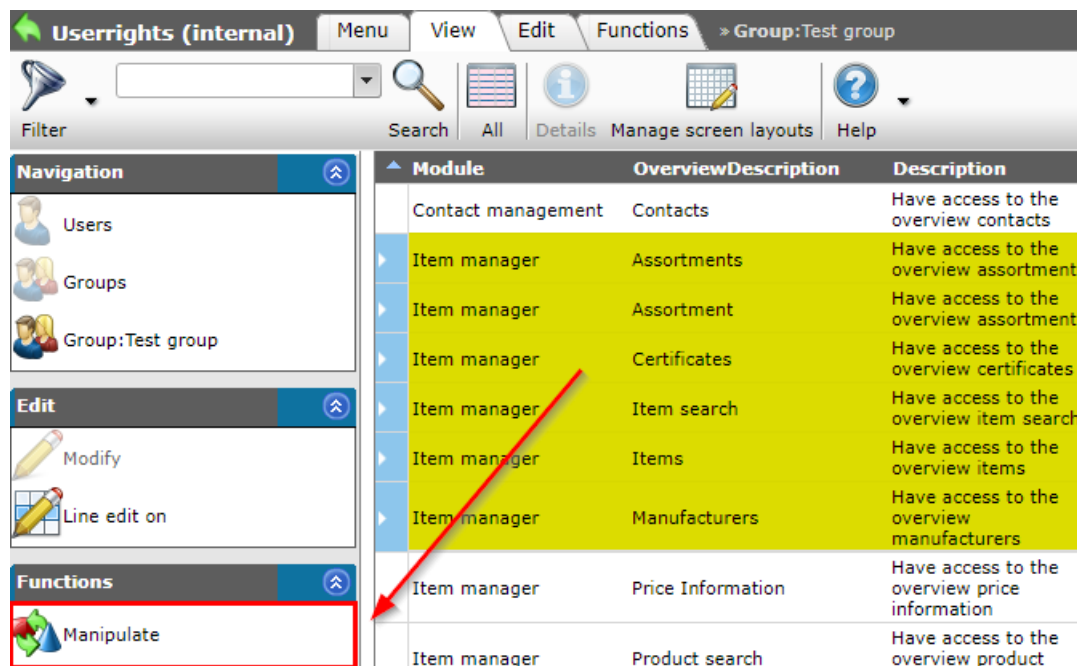 Userrights (internal) Menu View Edit Functions » Group:Test group
Filter Search All Details Manage screen layouts Help
Navigation
Users
Groups
Group:Test group
Edit
Modify
Line edit on
Functions
Manipulate
Module OverviewDescription Description
Contact management Contacts Have access to the
overview contacts
Item manager Assortments Have access to the
overview assortment
Item manager Assortment Have access to the
overview assortment
Item manager Certificates Have access to the
overview certificates
Item manager Item search Have access to the
overview item search
Item manager Items Have access to the
overview items
Item manager Manufacturers Have access to the
overview
manufacturers
Item manager Price Information Have access to the
overview price
information
Item manager Product search Have access to the
overview product